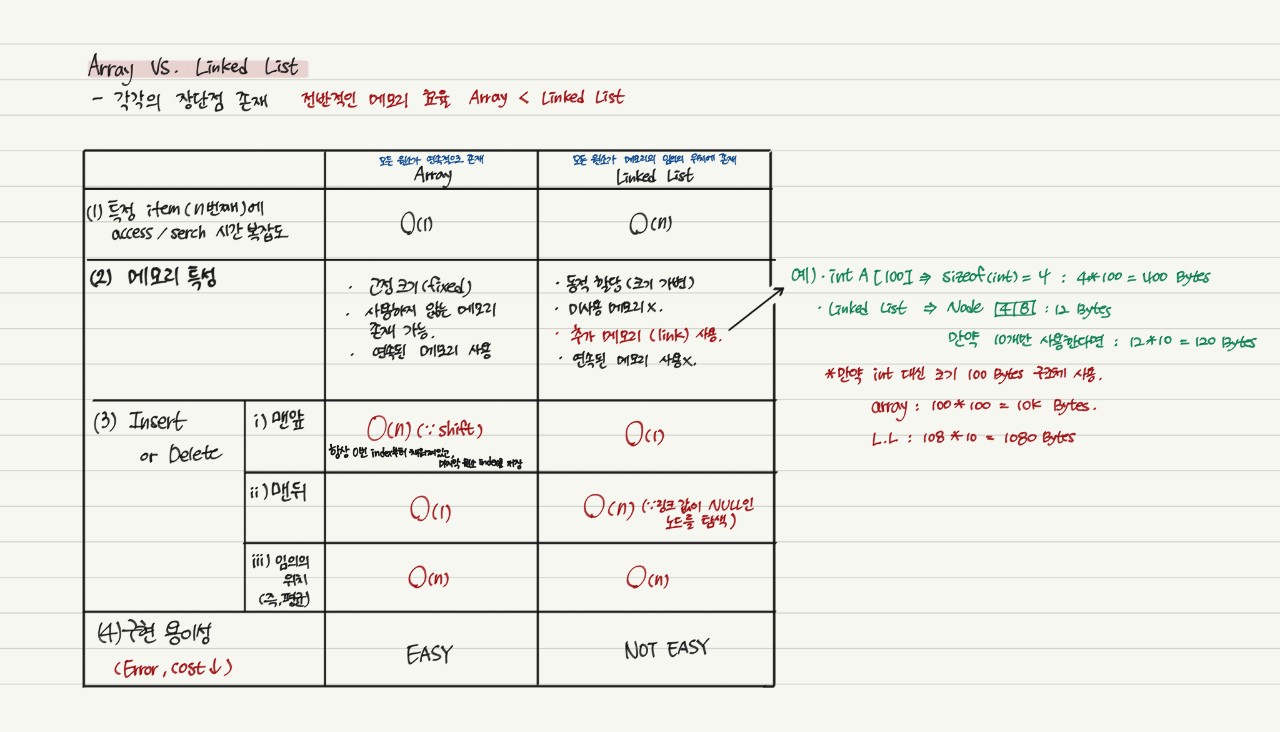 Array VS. Linked List
- 각각의 장단점 존재 전반적인 메모리 효율 Array < Linked List
모든 원소가 연속적으로 존재
Array
모든 원소가 메모리의 임의의 위치에 존재
Linked List
(1) 특정 item (n번째)에
access / serch 시간 복잡도
O(1)
O(n)
(2) 메모리 특성
· 고정 크기 (fixed)
· 사용하지 않는 메모리
존재 가능.
· 연속된 메모리 사용
· 동적 할당 (크기 가변)
· 미사용 메모리x.
· 추가 메모리 (link) 사용.
· 연속된 메모리 사용x.
예) · int A [100] ⇒ sizeof(int) = 4 : 4*100 = 400 Bytes
· Linked List ⇒ Node 4 8 : 12 Bytes
만약 10개만 사용한다면 : 12*10 = 120 Bytes
*만약 int 대신 크기 100 Bytes 구조체 사용.
array : 100*100 = 10K Bytes.
L.L : 108*10 = 1080 Bytes
(3) Insert
or Delete
i) 맨앞
O(n) (∵ shift)
항상 0번 index부터 채워져있고,
마지막 원소 index를 저장
O(1)
ii) 맨뒤
O(1)
O(n) (∵링크 값이 NULL인
노드를 탐색)
iii) 임의의
위치
(즉, 평균)
O(n)
O(n)
(4) 구현 용이성
(Error, cost↓)
EASY
NOT EASY